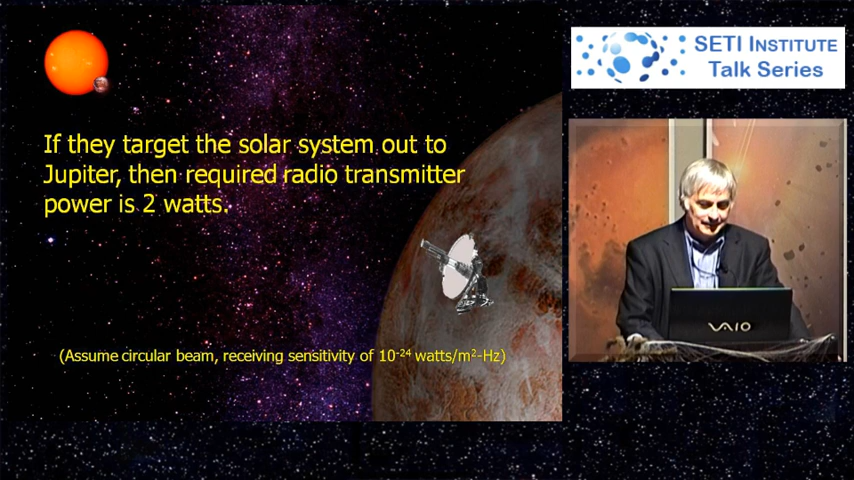 If they target the solar system out to
Jupiter, then required radio transmitter
power is 2 watts.
(Assume circular beam, receiving sensitivity of 10⁻²⁴ watts/m²-Hz)
SETI INSTITUTE
Talk Series
VAIO